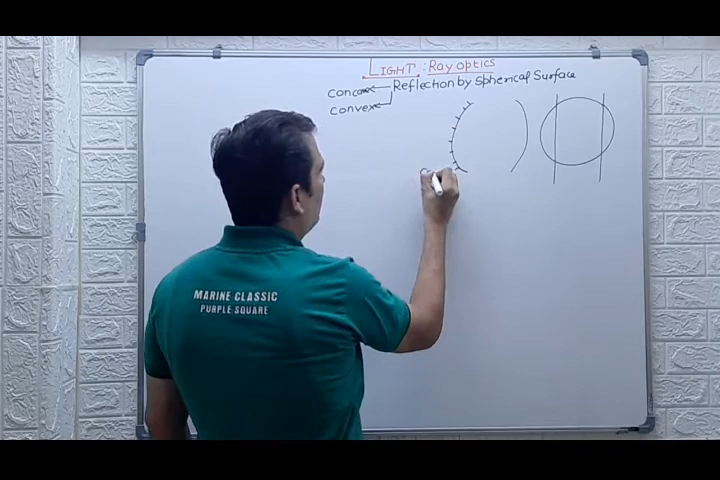 LIGHT : Ray optics
Reflection by Spherical Surface
Concave
Convex
MARINE CLASSIC
PURPLE SQUARE